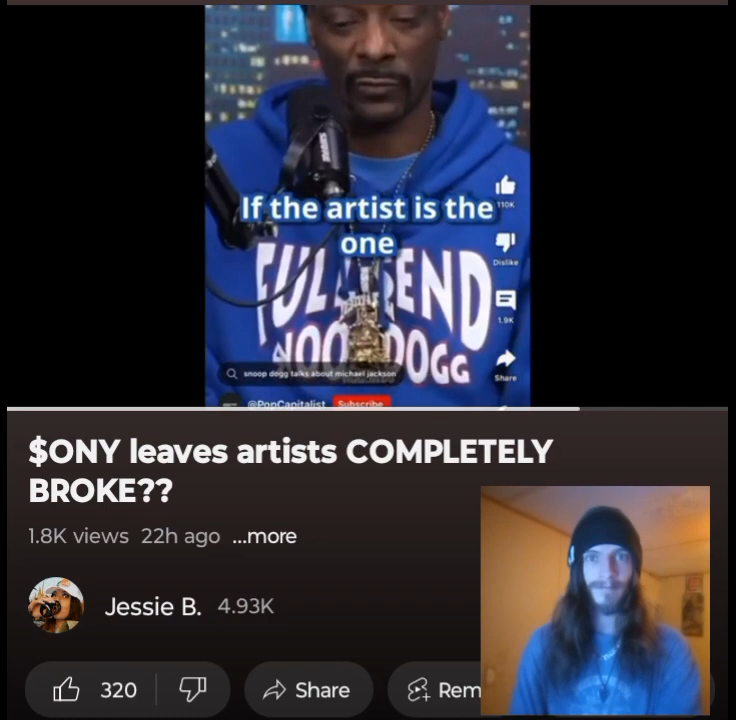 110K
If the artist is the
one
Dislike
1.9K
DOGG
Share
snoop dogg talks about michael jackson
@PopCapitalist Subscribe
$ONY leaves artists COMPLETELY
BROKE??
1.8K views 22h ago ...more
Jessie B. 4.93K
320 Share Rem